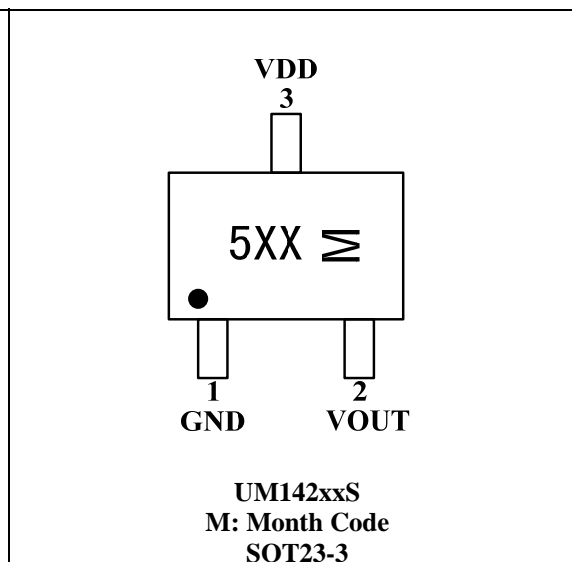 VDD
3
5XX M
1 2
GND VOUT
UM142xxS
M: Month Code
SOT23-3